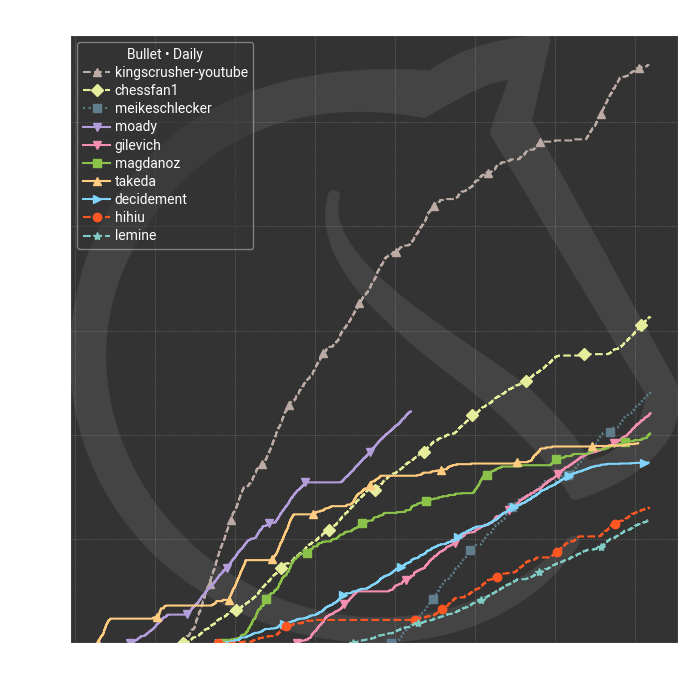 Bullet • Daily
kingscrusher-youtube
chessfan1
meikeschlecker
moady
gilevich
magdanoz
takeda
decidement
hihiu
lemine